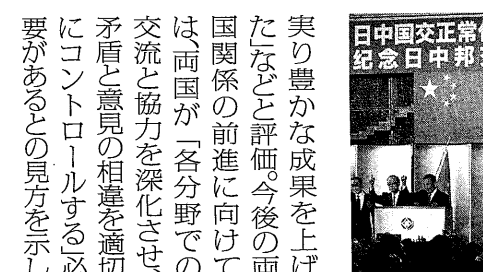 日中国交正常
纪念日中邦
実り豊かな成果を上げ
た」などと評価。今後の両
国関係の前進に向けて
は、両国が「各分野での
交流と協力を深化させ、
矛盾と意見の相違を適切
にコントロールする」必
要があるとの見方を示し